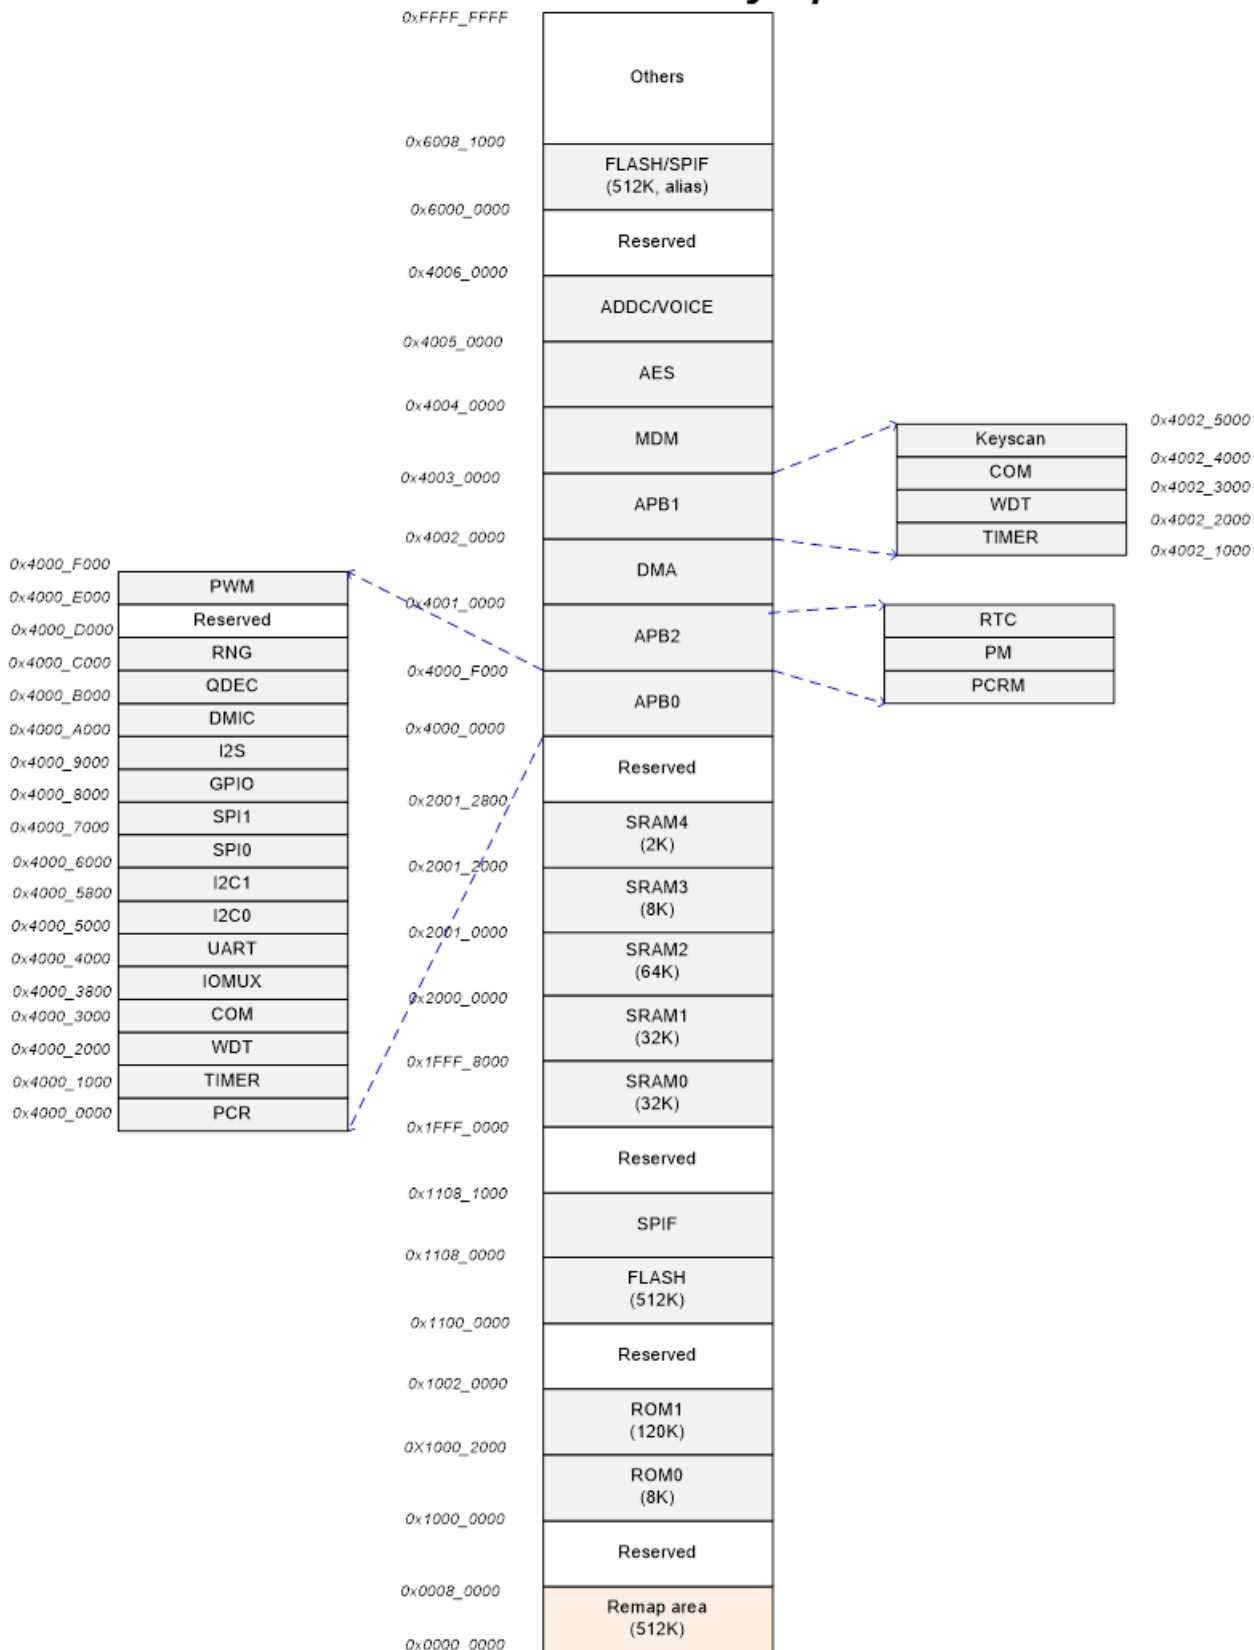 0xFFFF_FFFF
Others
0x6008_1000
FLASH/SPIF
(512K, alias)
0x6000_0000
Reserved
0x4006_0000
ADDC/VOICE
0x4005_0000
AES
0x4004_0000
MDM
0x4003_0000
APB1
0x4002_0000
DMA
0x4001_0000
APB2
0x4000_F000
APB0
0x4000_0000
Reserved
0x2001_2800
SRAM4
(2K)
0x2001_2000
SRAM3
(8K)
0x2001_0000
SRAM2
(64K)
0x2000_0000
SRAM1
(32K)
0x1FFF_8000
SRAM0
(32K)
0x1FFF_0000
Reserved
0x1108_1000
SPIF
0x1108_0000
FLASH
(512K)
0x1100_0000
Reserved
0x1002_0000
ROM1
(120K)
0X1000_2000
ROM0
(8K)
0x1000_0000
Reserved
0x0008_0000
Remap area
(512K)
0x0000_0000
0x4002_5000
Keyscan
0x4002_4000
COM
0x4002_3000
WDT
0x4002_2000
TIMER
0x4002_1000
RTC
PM
PCRM
0x4000_F000
PWM
0x4000_E000
Reserved
0x4000_D000
RNG
0x4000_C000
QDEC
0x4000_B000
DMIC
0x4000_A000
I2S
0x4000_9000
GPIO
0x4000_8000
SPI1
0x4000_7000
SPI0
0x4000_6000
I2C1
0x4000_5800
I2C0
0x4000_5000
UART
0x4000_4000
IOMUX
0x4000_3800
COM
0x4000_3000
WDT
0x4000_2000
TIMER
0x4000_1000
PCR
0x4000_0000